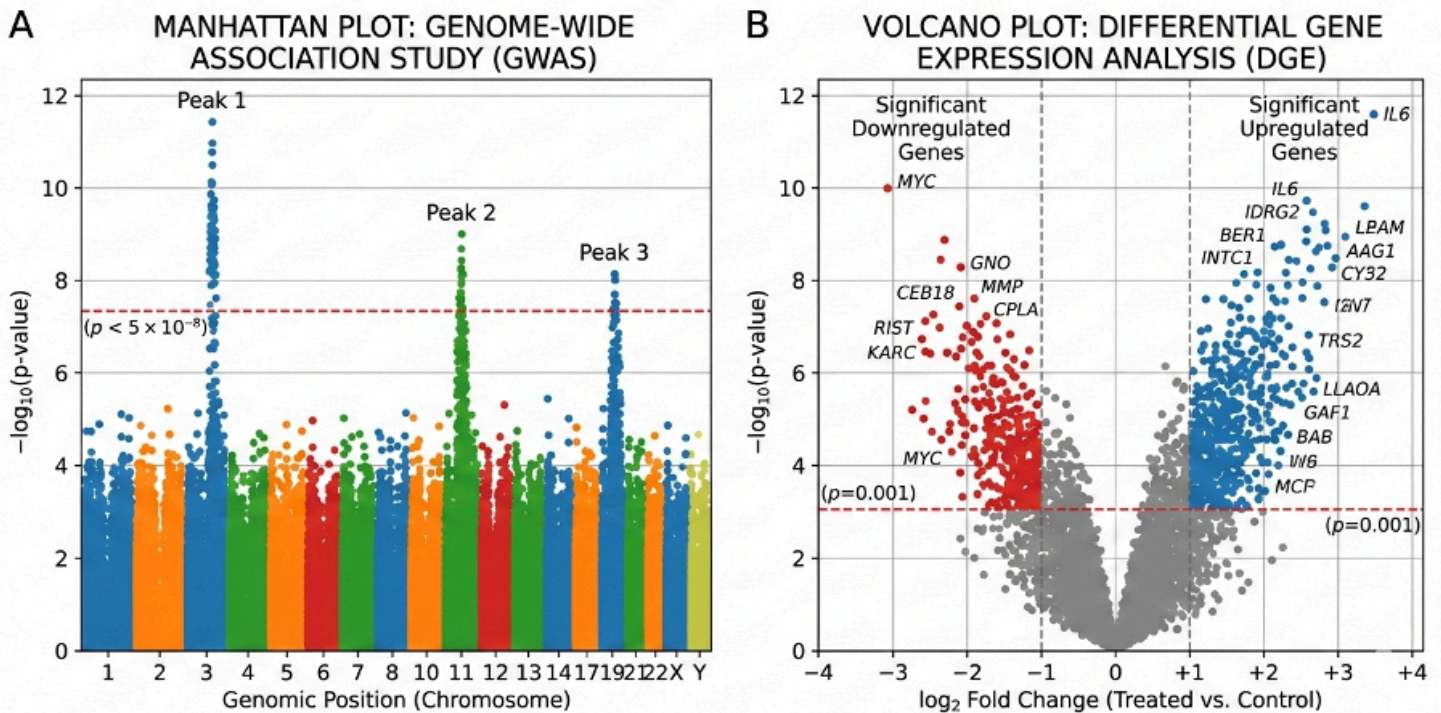 A
MANHATTAN PLOT: GENOME-WIDE
ASSOCIATION STUDY (GWAS)
12
10
8
6
4
2
0
−log₁₀(p-value)
Peak 1
Peak 2
Peak 3
(p < 5 × 10⁻⁸)
1 2 3 4 5 6 7 8 10 11 12 13 14 17 19 21 22 X Y
Genomic Position (Chromosome)
B
VOLCANO PLOT: DIFFERENTIAL GENE
EXPRESSION ANALYSIS (DGE)
12
10
8
6
4
2
0
−log₁₀(p-value)
Significant
Downregulated
Genes
Significant
Upregulated
Genes
IL6
MYC
IL6
IDRG2
BER1
INTC1
AAG1
CY32
GNO
MMP
CEB18
CPLA
RIST
KARC
TRS2
LLAOA
GAF1
BAB
MYC
MCP
(p=0.001)
(p=0.001)
−4 −3 −2 −1 0 +1 +2 +3 +4
log₂ Fold Change (Treated vs. Control)